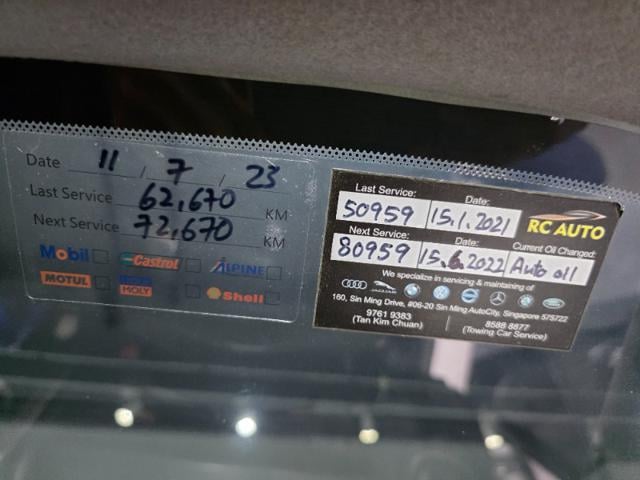 Date 11 / 7 / 23
Last Service 62,670 KM
Next Service 72,670 KM
Mobil Castrol ALPINE
MOTUL LIQUI MOLY Shell
Last Service: Date:
50959 15.1.2021 RC AUTO
Next Service: Date: Current Oil Changed:
80959 15.6.2022 Auto oil
We specialize in servicing & maintaining of
160, Sin Ming Drive, #06-20 Sin Ming AutoCity, Singapore 575722
9761 9383 8588 8877
(Tan Kim Chuan) (Towing Car Service)